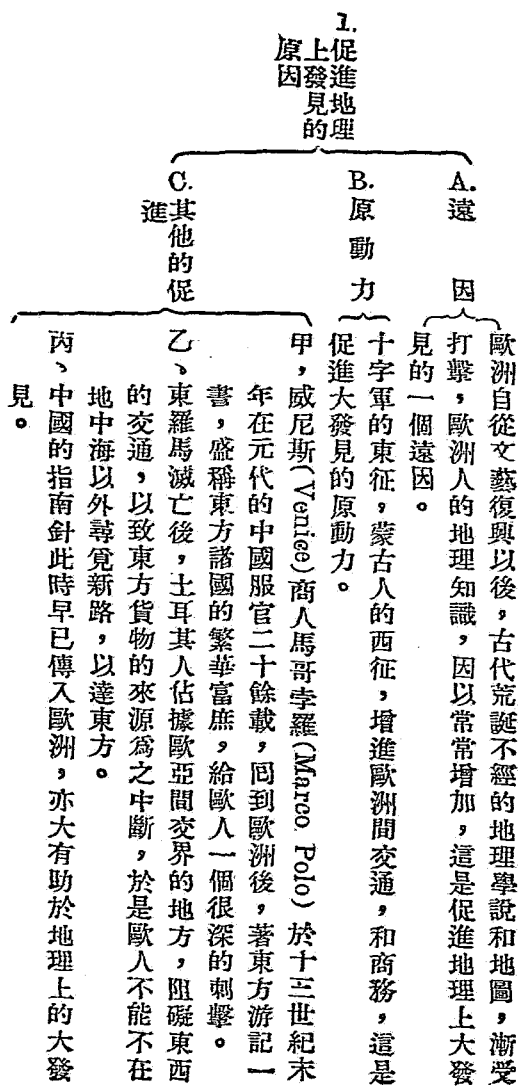 1.促進地理
上發見的
原因
A.遠因
歐洲自從文藝復興以後，古代荒誕不經的地理學說和地圖，漸受
打擊，歐洲人的地理知識，因以常常增加，這是促進地理上大發
見的一個遠因。
B.原動力
十字軍的東征，蒙古人的西征，增進歐洲間交通，和商務，這是
促進大發見的原動力。
C.其他的促
進
甲，威尼斯(Venice)商人馬哥孛羅(Marco Polo)於十三世紀末
年在元代的中國服官二十餘載，回到歐洲後，著東方游記一
書，盛稱東方諸國的繁華富庶，給歐人一個很深的刺擊。
乙、東羅馬滅亡後，土耳其人佔據歐亞間交界的地方，阻礙東西
的交通，以致東方貨物的來源爲之中斷，於是歐人不能不在
地中海以外尋覓新路，以達東方。
丙、中國的指南針此時早已傳入歐洲，亦大有助於地理上的大發
見。